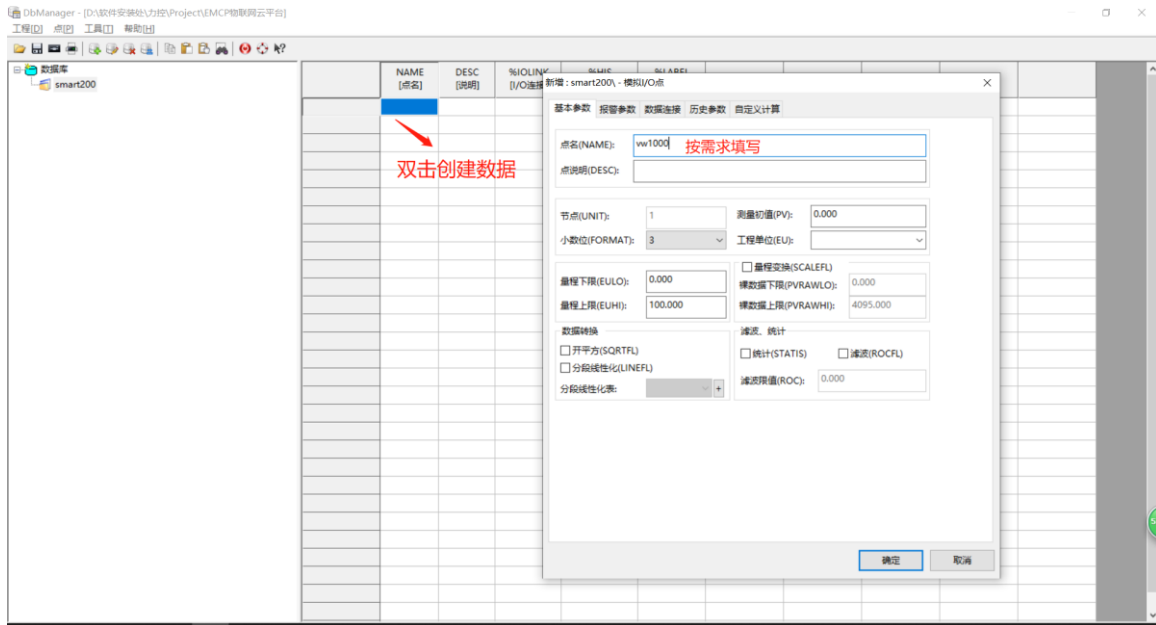 DbManager - [D:\软件安装处\力控\Project\EMCP物联网云平台]
工程[D] 点[P] 工具[T] 帮助[H]
数据库
smart200
NAME
[点名]
DESC
[说明]
%IOLINK
[I/O连接
%HIS
%LABEL
双击创建数据
新增 : smart200\ - 模拟I/O点
基本参数 报警参数 数据连接 历史参数 自定义计算
点名(NAME): vw1000 按需求填写
点说明(DESC):
节点(UNIT): 1 测量初值(PV): 0.000
小数位(FORMAT): 3 工程单位(EU):
量程变换(SCALEFL)
量程下限(EULO): 0.000 裸数据下限(PVRAWLO): 0.000
量程上限(EUHI): 100.000 裸数据上限(PVRAWHI): 4095.000
数据转换 滤波、统计
开平方(SQRTFL) 统计(STATIS) 滤波(ROCFL)
分段线性化(LINEFL)
分段线性化表: + 滤波限值(ROC): 0.000
确定 取消